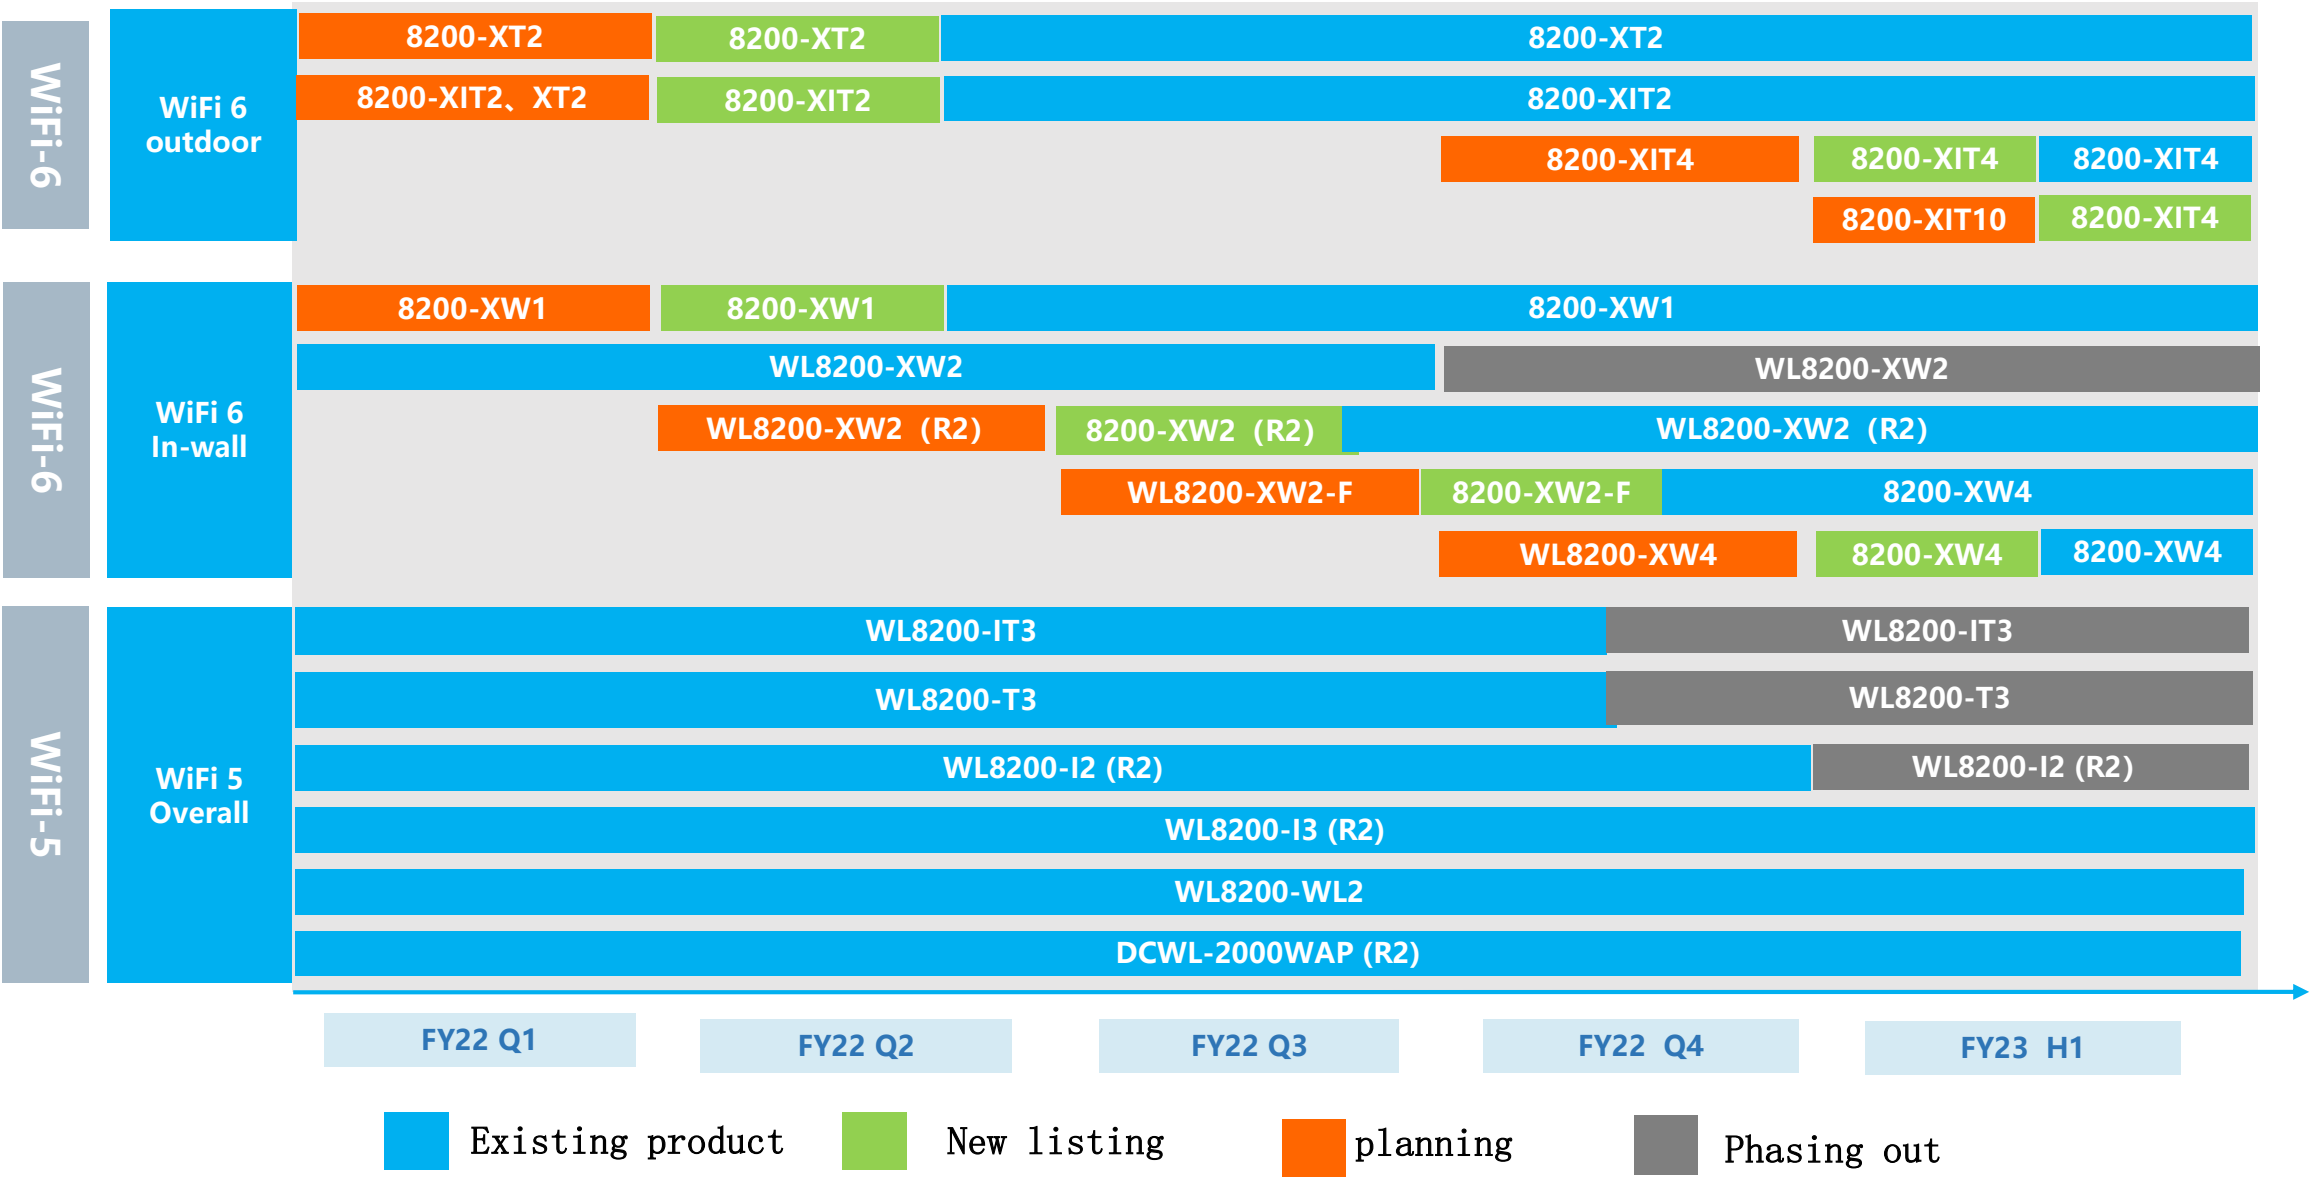 WiFi-6
WiFi 6
outdoor
8200-XT2
8200-XT2
8200-XT2
8200-XIT2、XT2
8200-XIT2
8200-XIT2
8200-XIT4
8200-XIT4
8200-XIT4
8200-XIT10
8200-XIT4
WiFi-6
WiFi 6
In-wall
8200-XW1
8200-XW1
8200-XW1
WL8200-XW2
WL8200-XW2
WL8200-XW2（R2）
8200-XW2（R2）
WL8200-XW2（R2）
WL8200-XW2-F
8200-XW2-F
8200-XW4
WL8200-XW4
8200-XW4
8200-XW4
WiFi-5
WiFi 5
Overall
WL8200-IT3
WL8200-IT3
WL8200-T3
WL8200-T3
WL8200-I2 (R2)
WL8200-I2 (R2）
WL8200-I3 (R2)
WL8200-WL2
DCWL-2000WAP (R2)
FY22 Q1
FY22 Q2
FY22 Q3
FY22  Q4
FY23  H1
Existing product
New listing
planning
Phasing out